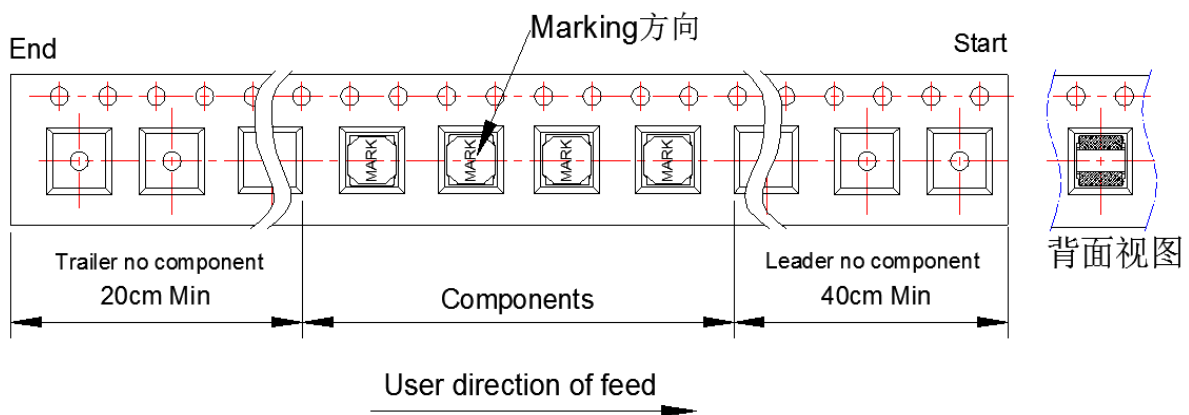 Marking方向
End
Start
MARK
MARK
MARK
MARK
背面视图
Trailer no component
20cm Min
Components
Leader no component
40cm Min
User direction of feed